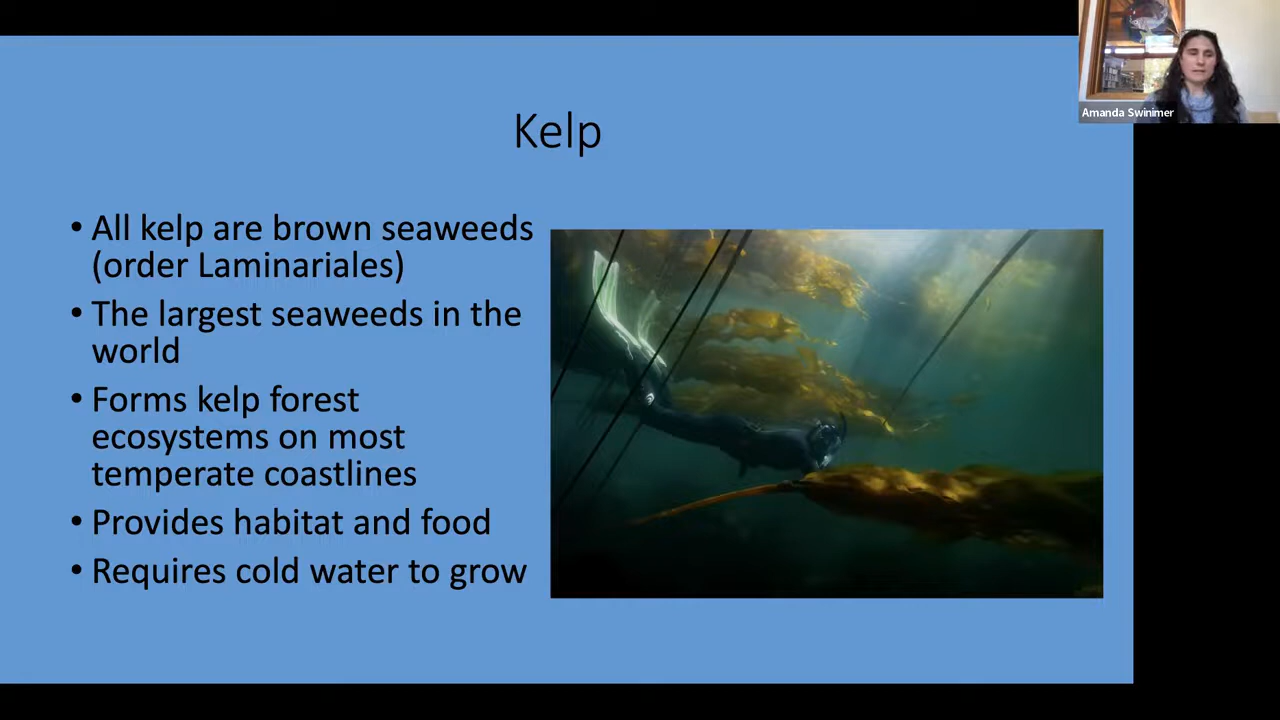 Kelp
• All kelp are brown seaweeds
(order Laminariales)
• The largest seaweeds in the
world
• Forms kelp forest
ecosystems on most
temperate coastlines
• Provides habitat and food
• Requires cold water to grow
Amanda Swinimer